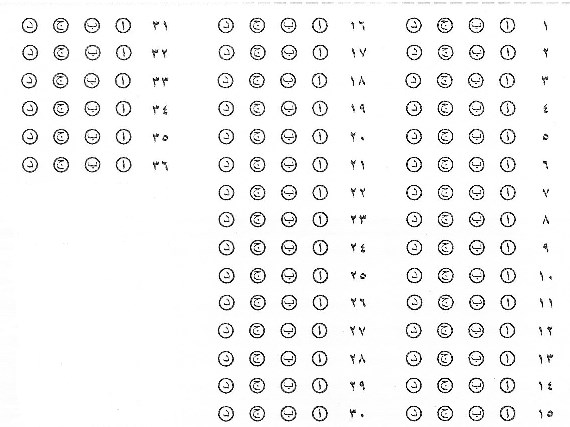 ١ أ ب ج د
٢ أ ب ج د
٣ أ ب ج د
٤ أ ب ج د
٥ أ ب ج د
٦ أ ب ج د
٧ أ ب ج د
٨ أ ب ج د
٩ أ ب ج د
١٠ أ ب ج د
١١ أ ب ج د
١٢ أ ب ج د
١٣ أ ب ج د
١٤ أ ب ج د
١٥ أ ب ج د
١٦ أ ب ج د
١٧ أ ب ج د
١٨ أ ب ج د
١٩ أ ب ج د
٢٠ أ ب ج د
٢١ أ ب ج د
٢٢ أ ب ج د
٢٣ أ ب ج د
٢٤ أ ب ج د
٢٥ أ ب ج د
٢٦ أ ب ج د
٢٧ أ ب ج د
٢٨ أ ب ج د
٢٩ أ ب ج د
٣٠ أ ب ج د
٣١ أ ب ج د
٣٢ أ ب ج د
٣٣ أ ب ج د
٣٤ أ ب ج د
٣٥ أ ب ج د
٣٦ أ ب ج د